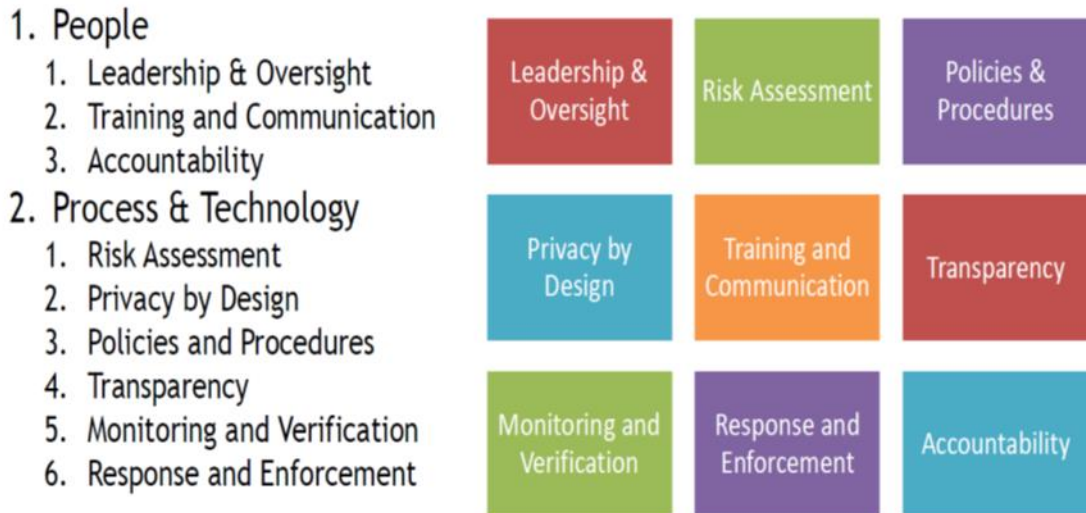 1. People
1. Leadership & Oversight
2. Training and Communication
3. Accountability
2. Process & Technology
1. Risk Assessment
2. Privacy by Design
3. Policies and Procedures
4. Transparency
5. Monitoring and Verification
6. Response and Enforcement
Leadership &
Oversight
Risk Assessment
Policies &
Procedures
Privacy by
Design
Training and
Communication
Transparency
Monitoring and
Verification
Response and
Enforcement
Accountability